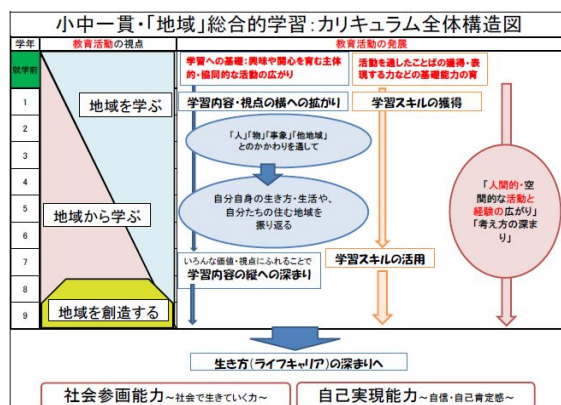 小中一貫・「地域」総合的学習：カリキュラム全体構造図
学年
教育活動の視点
教育活動の発展
就学前
1
2
3
4
5
6
7
8
9
地域を学ぶ
地域から学ぶ
地域を創造する
学習への基礎：興味や関心を育む主体
的・協同的な活動の広がり
学習内容・視点の横への拡がり
「人」「物」「事象」「他地域」
とのかかわりを通して
自分自身の生き方・生活や、
自分たちの住む地域を
振り返る
いろんな価値・視点にふれることで
学習内容の縦への深まり
活動を通したことばの獲得・表
現する力などの基礎能力の育
学習スキルの獲得
学習スキルの活用
「人間的・空
間的な活動と
経験の広がり」
「考え方の深ま
り」
生き方（ライフキャリア）の深まりへ
社会参画能力～社会で生きていく力～
自己実現能力～自信・自己肯定感～